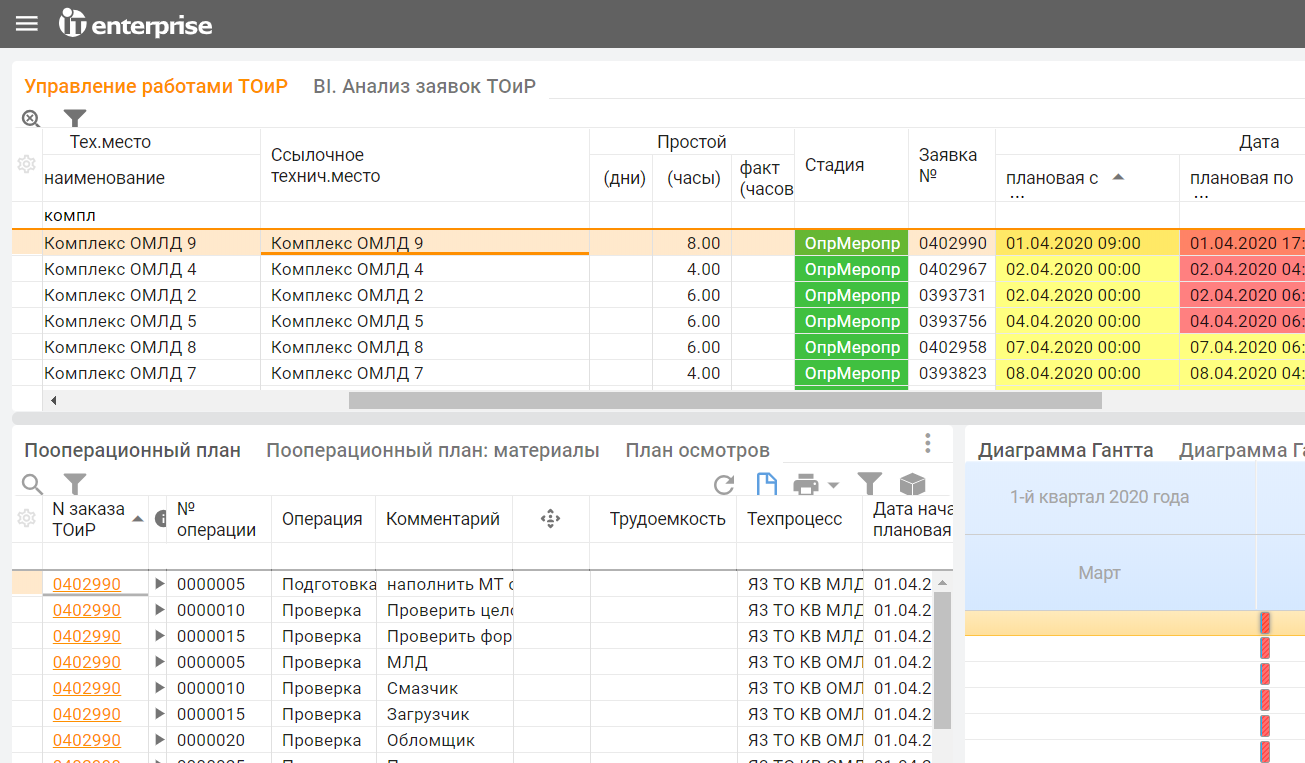 iT enterprise
Управление работами ТОиР BI. Анализ заявок ТОиР
Тех.место Простой Дата
Ссылочное технич.место Стадия Заявка №
наименование (дни) (часы) факт (часов плановая с ... плановая по ...
компл
Комплекс ОМЛД 9 Комплекс ОМЛД 9 8.00 ОпрМеропр 0402990 01.04.2020 09:00 01.04.2020 17:
Комплекс ОМЛД 4 Комплекс ОМЛД 4 4.00 ОпрМеропр 0402967 02.04.2020 00:00 02.04.2020 04:
Комплекс ОМЛД 2 Комплекс ОМЛД 2 6.00 ОпрМеропр 0393731 02.04.2020 00:00 02.04.2020 06:
Комплекс ОМЛД 5 Комплекс ОМЛД 5 6.00 ОпрМеропр 0393756 04.04.2020 00:00 04.04.2020 06:
Комплекс ОМЛД 8 Комплекс ОМЛД 8 6.00 ОпрМеропр 0402958 07.04.2020 00:00 07.04.2020 06:
Комплекс ОМЛД 7 Комплекс ОМЛД 7 4.00 ОпрМеропр 0393823 08.04.2020 00:00 08.04.2020 04:
Пооперационный план Пооперационный план: материалы План осмотров
N заказа ТОиР № операции Операция Комментарий Трудоемкость Техпроцесс Дата нача плановая
0402990 0000005 Подготовка наполнить МТ с ЯЗ ТО КВ МЛД 01.04.2
0402990 0000010 Проверка Проверить цело ЯЗ ТО КВ МЛД 01.04.2
0402990 0000015 Проверка Проверить фор ЯЗ ТО КВ МЛД 01.04.2
0402990 0000005 Проверка МЛД ЯЗ ТО КВ ОМЛ 01.04.2
0402990 0000010 Проверка Смазчик ЯЗ ТО КВ ОМЛ 01.04.2
0402990 0000015 Проверка Загрузчик ЯЗ ТО КВ ОМЛ 01.04.2
0402990 0000020 Проверка Обломщик ЯЗ ТО КВ ОМЛ 01.04.2
Диаграмма Гантта Диаграмма Га
1-й квартал 2020 года
Март